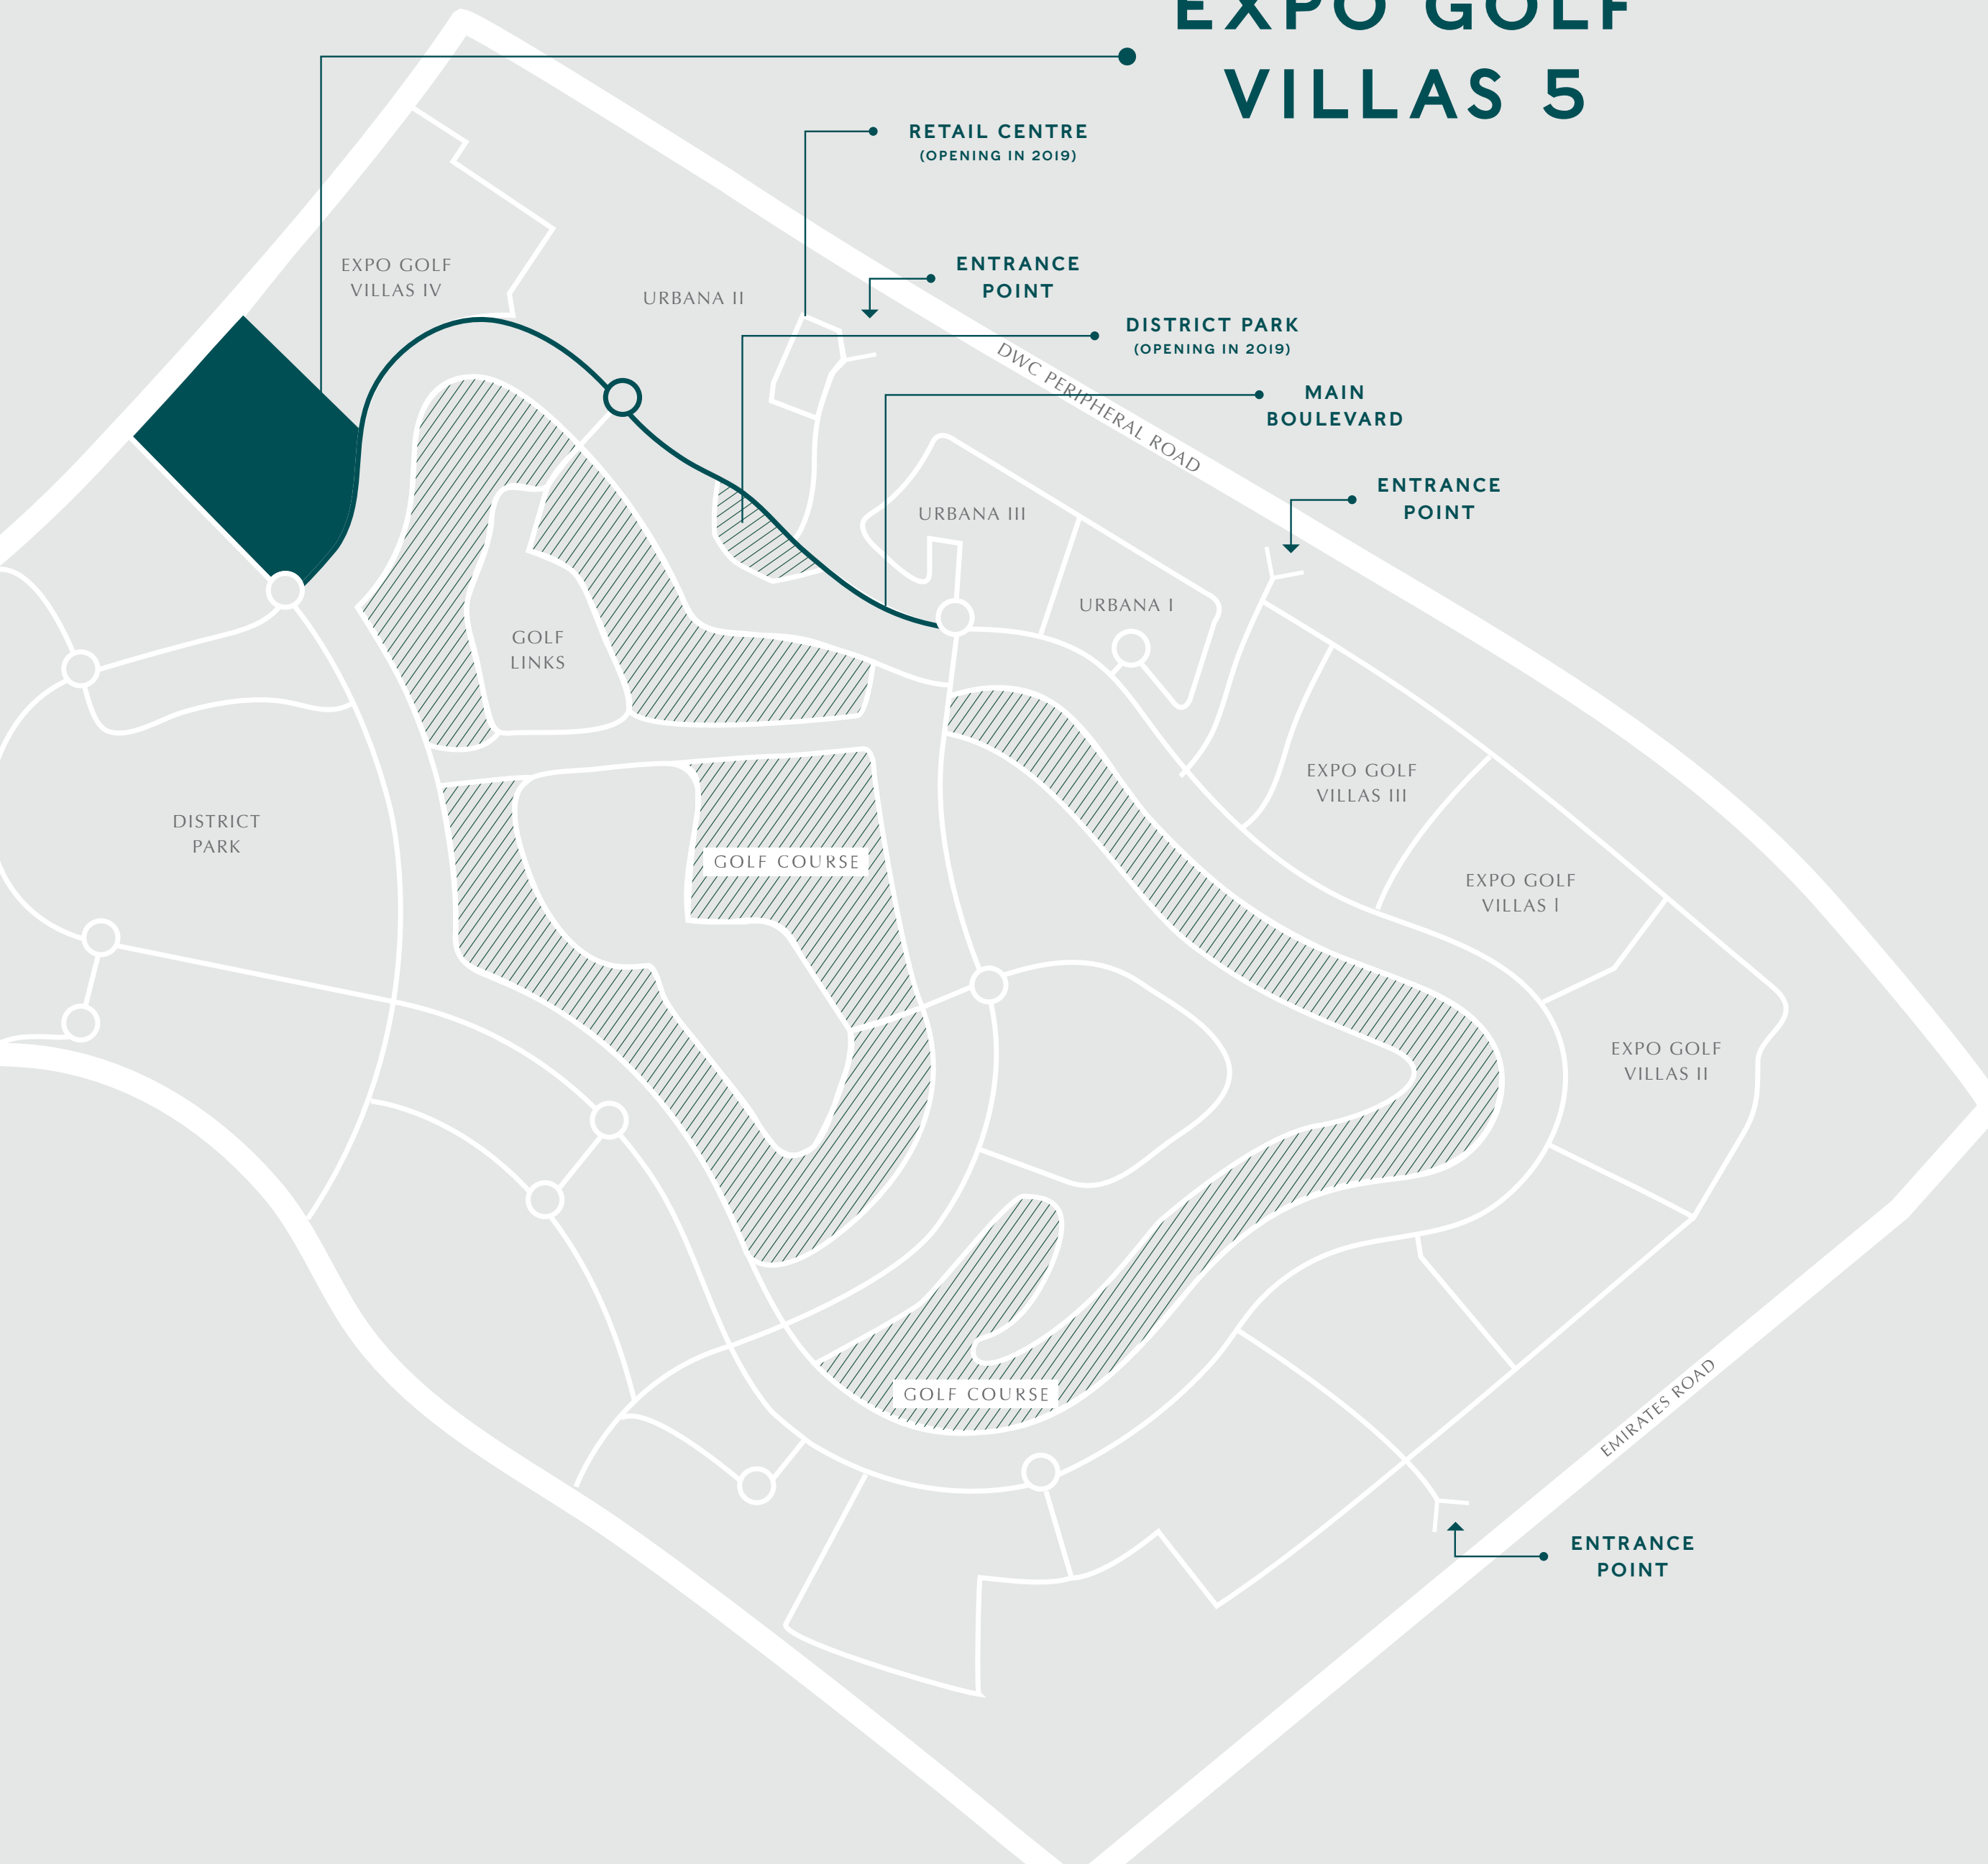 EXPO GOLF
VILLAS 5
RETAIL CENTRE
(OPENING IN 2019)
ENTRANCE
POINT
EXPO GOLF
VILLAS IV
URBANA II
DISTRICT PARK
(OPENING IN 2019)
DWC PERIPHERAL ROAD
MAIN
BOULEVARD
ENTRANCE
POINT
URBANA III
URBANA I
GOLF
LINKS
EXPO GOLF
VILLAS III
DISTRICT
PARK
GOLF COURSE
EXPO GOLF
VILLAS I
EXPO GOLF
VILLAS II
GOLF COURSE
EMIRATES ROAD
ENTRANCE
POINT